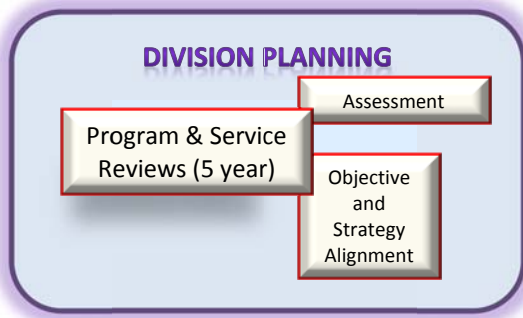 DIVISION PLANNING
Assessment
Program & Service
Reviews (5 year)
Objective
and
Strategy
Alignment